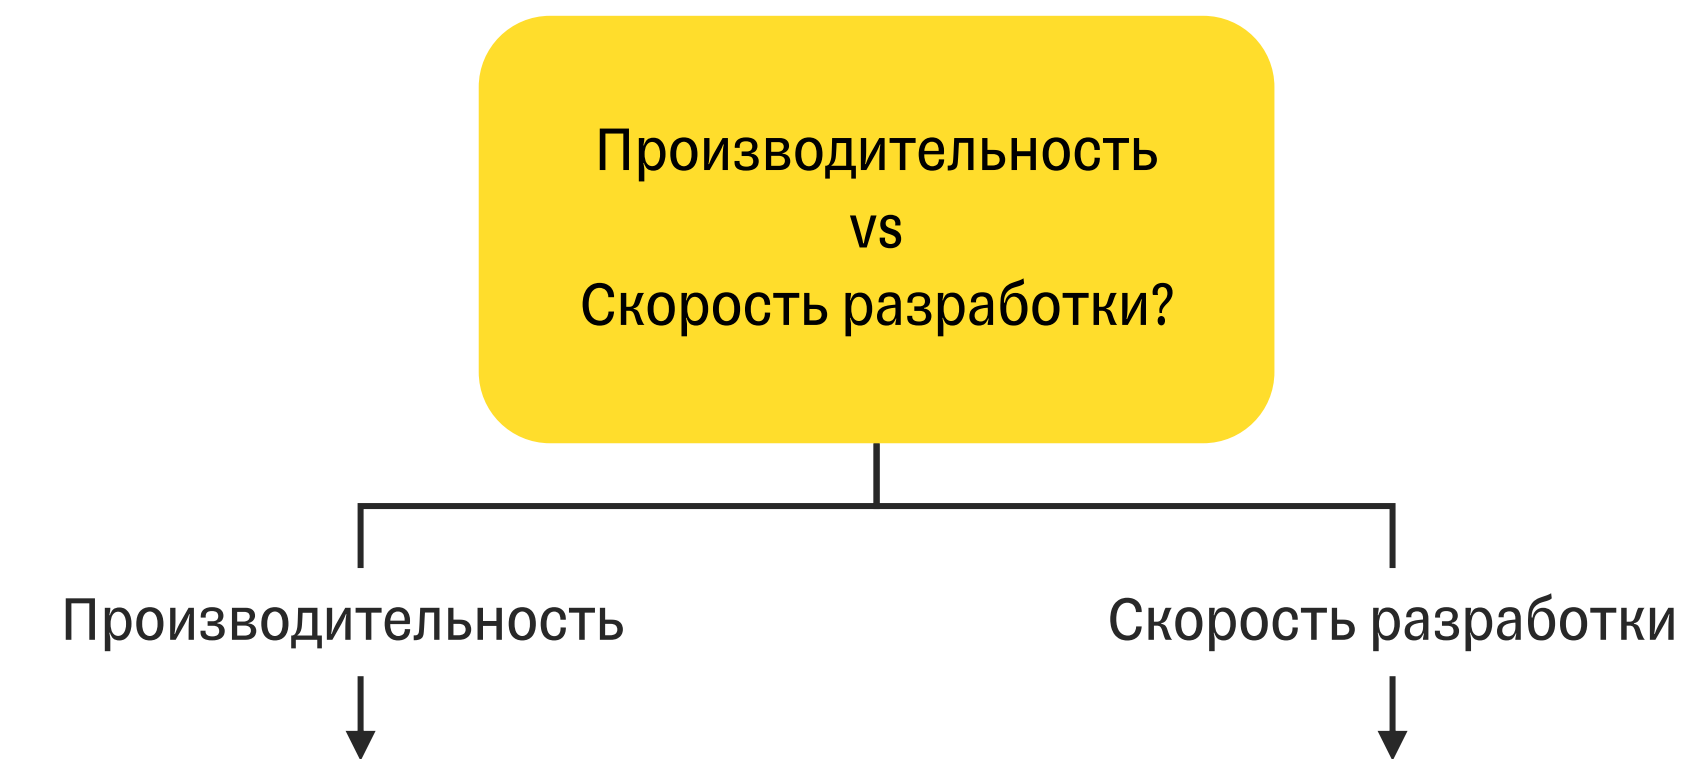 Производительность
vs
Скорость разработки?
Производительность
Скорость разработки